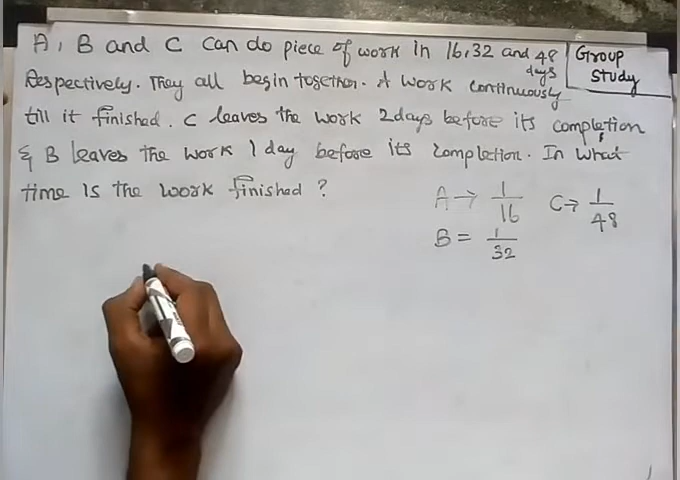 A, B and C can do piece of work in 16,32 and 48
days
Respectively. They all begin together. A work continuously
till it finished. C leaves the work 2days before its completion
& B leaves the work 1 day before its completion. In what
time is the work finished ?
Group
Study
A → 1/16 C→ 1/48
B = 1/32